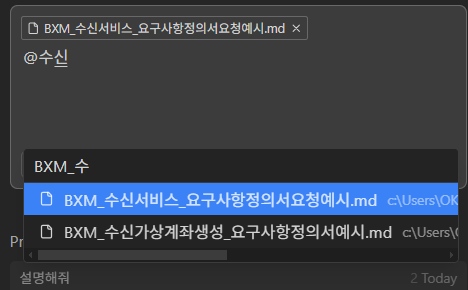 BXM_수신서비스_요구사항정의서요청예시.md ×
@수신
BXM_수
BXM_수신서비스_요구사항정의서요청예시.md c:\Users\OK
BXM_수신가상계좌생성_요구사항정의서예시.md c:\Users\
Pr
설명해줘 2 Today